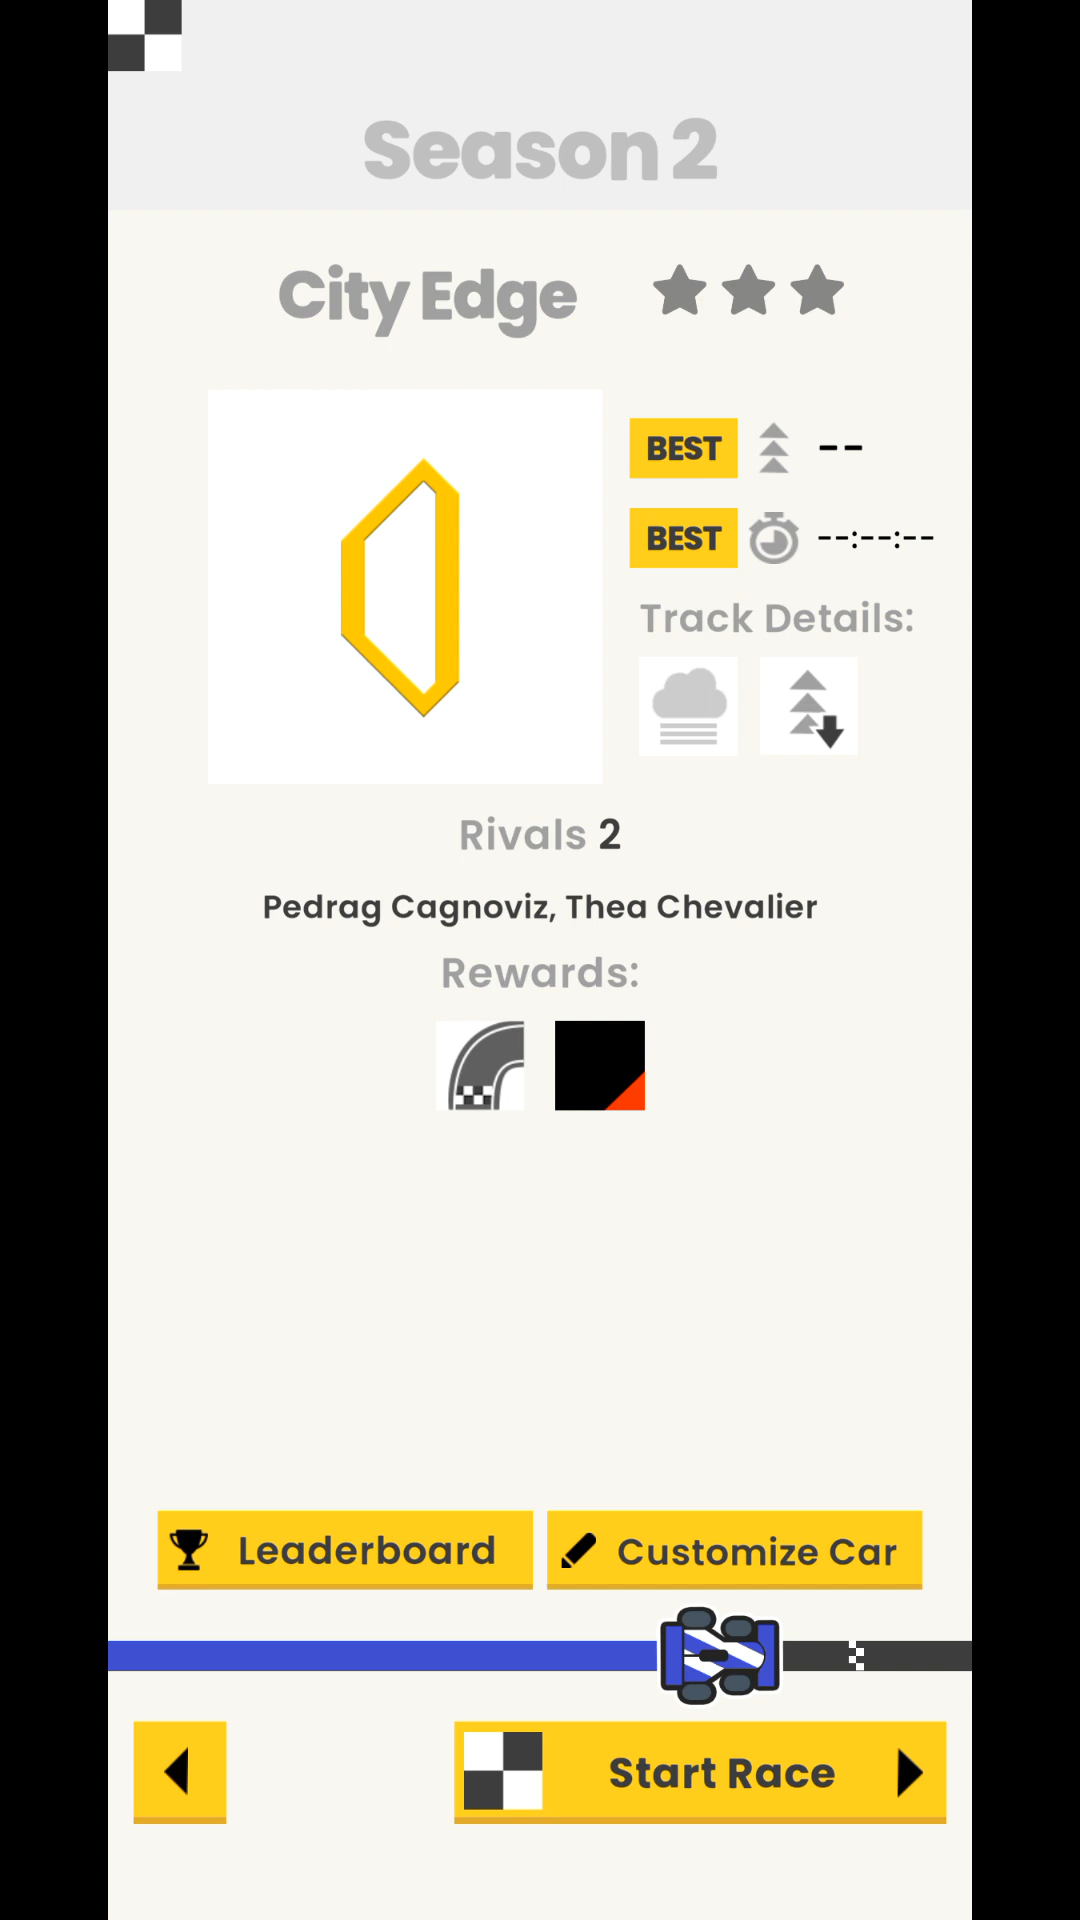 Season 2
City Edge
BEST --
BEST --:--:--
Track Details:
Rivals 2
Pedrag Cagnoviz, Thea Chevalier
Rewards:
Leaderboard
Customize Car
Start Race